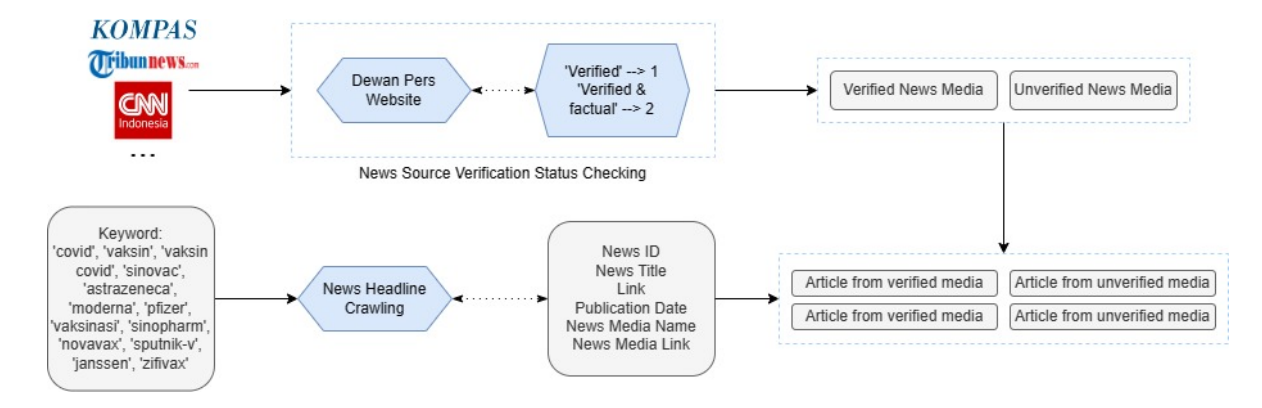 KOMPAS
Tribunnews.com
CNN
Indonesia
...
Dewan Pers
Website
'Verified' --> 1
'Verified &
factual' --> 2
News Source Verification Status Checking
Verified News Media
Unverified News Media
Keyword:
'covid', 'vaksin', 'vaksin
covid', 'sinovac',
'astrazeneca',
'moderna', 'pfizer',
'vaksinasi', 'sinopharm',
'novavax', 'sputnik-v',
'janssen', 'zifivax'
News Headline
Crawling
News ID
News Title
Link
Publication Date
News Media Name
News Media Link
Article from verified media
Article from unverified media
Article from verified media
Article from unverified media